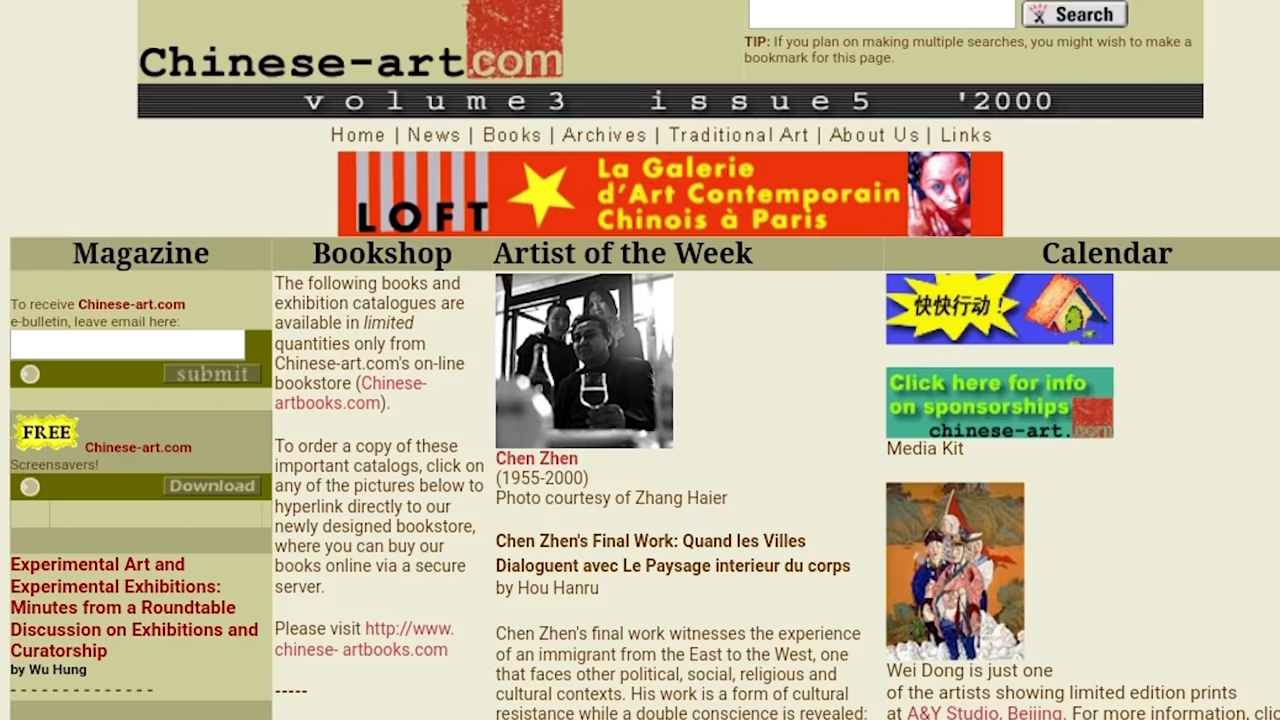 Chinese-art.com
Search
TIP: If you plan on making multiple searches, you might wish to make a
bookmark for this page.
volume3 issue5 '2000
Home | News | Books | Archives | Traditional Art | About Us | Links
LOFT
La Galerie
d'Art Contemporain
Chinois à Paris
Magazine
To receive Chinese-art.com
e-bulletin, leave email here:
submit
FREE Chinese-art.com
Screensavers!
Download
Experimental Art and
Experimental Exhibitions:
Minutes from a Roundtable
Discussion on Exhibitions and
Curatorship
by Wu Hung
- - - - - - - - - - - - - -
Bookshop
The following books and
exhibition catalogues are
available in limited
quantities only from
Chinese-art.com's on-line
bookstore (Chinese-
artbooks.com).
To order a copy of these
important catalogs, click on
any of the pictures below to
hyperlink directly to our
newly designed bookstore,
where you can buy our
books online via a secure
server.
Please visit http://www.
chinese- artbooks.com
-----
Artist of the Week
Chen Zhen
(1955-2000)
Photo courtesy of Zhang Haier
Chen Zhen's Final Work: Quand les Villes
Dialoguent avec Le Paysage interieur du corps
by Hou Hanru
Chen Zhen's final work witnesses the experience
of an immigrant from the East to the West, one
that faces other political, social, religious and
cultural contexts. His work is a form of cultural
resistance while a double conscience is revealed:
Calendar
快快行动！
Click here for info
on sponsorships
chinese-art.com
Media Kit
Wei Dong is just one
of the artists showing limited edition prints
at A&Y Studio, Beijing. For more information, clic